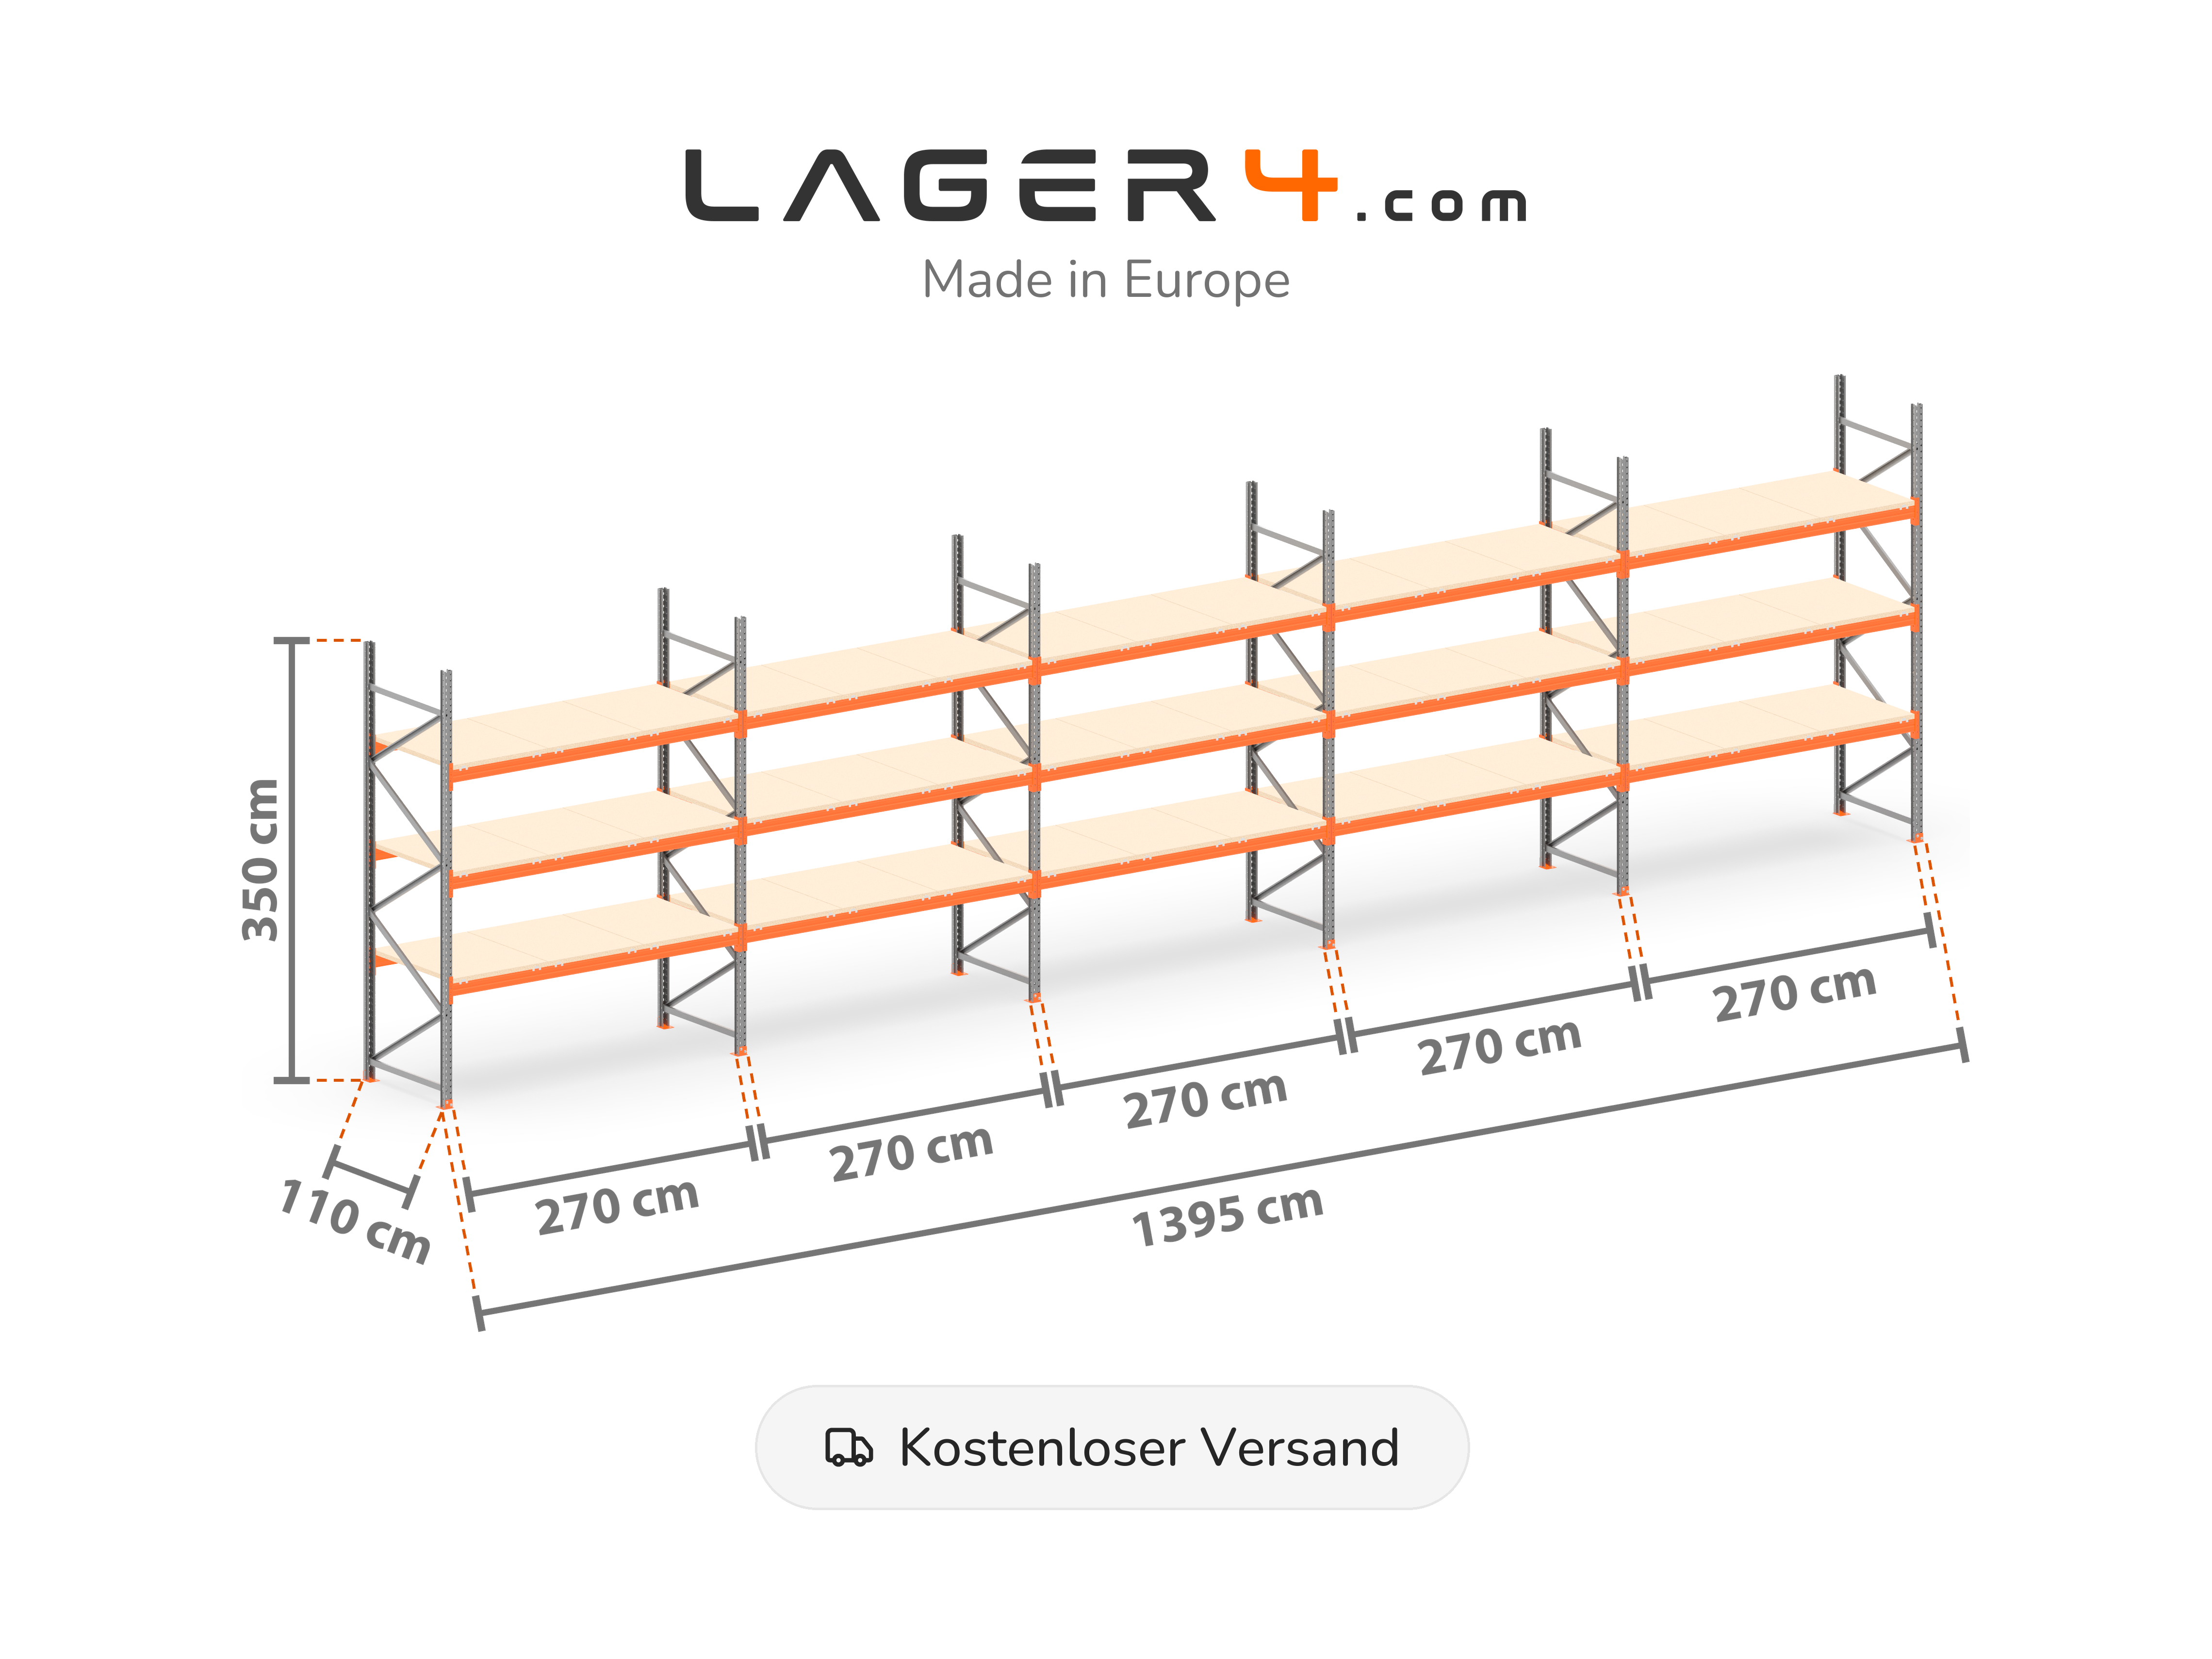 LAGER4.com
Made in Europe
350 cm
110 cm
270 cm
270 cm
270 cm
270 cm
270 cm
1395 cm
Kostenloser Versand